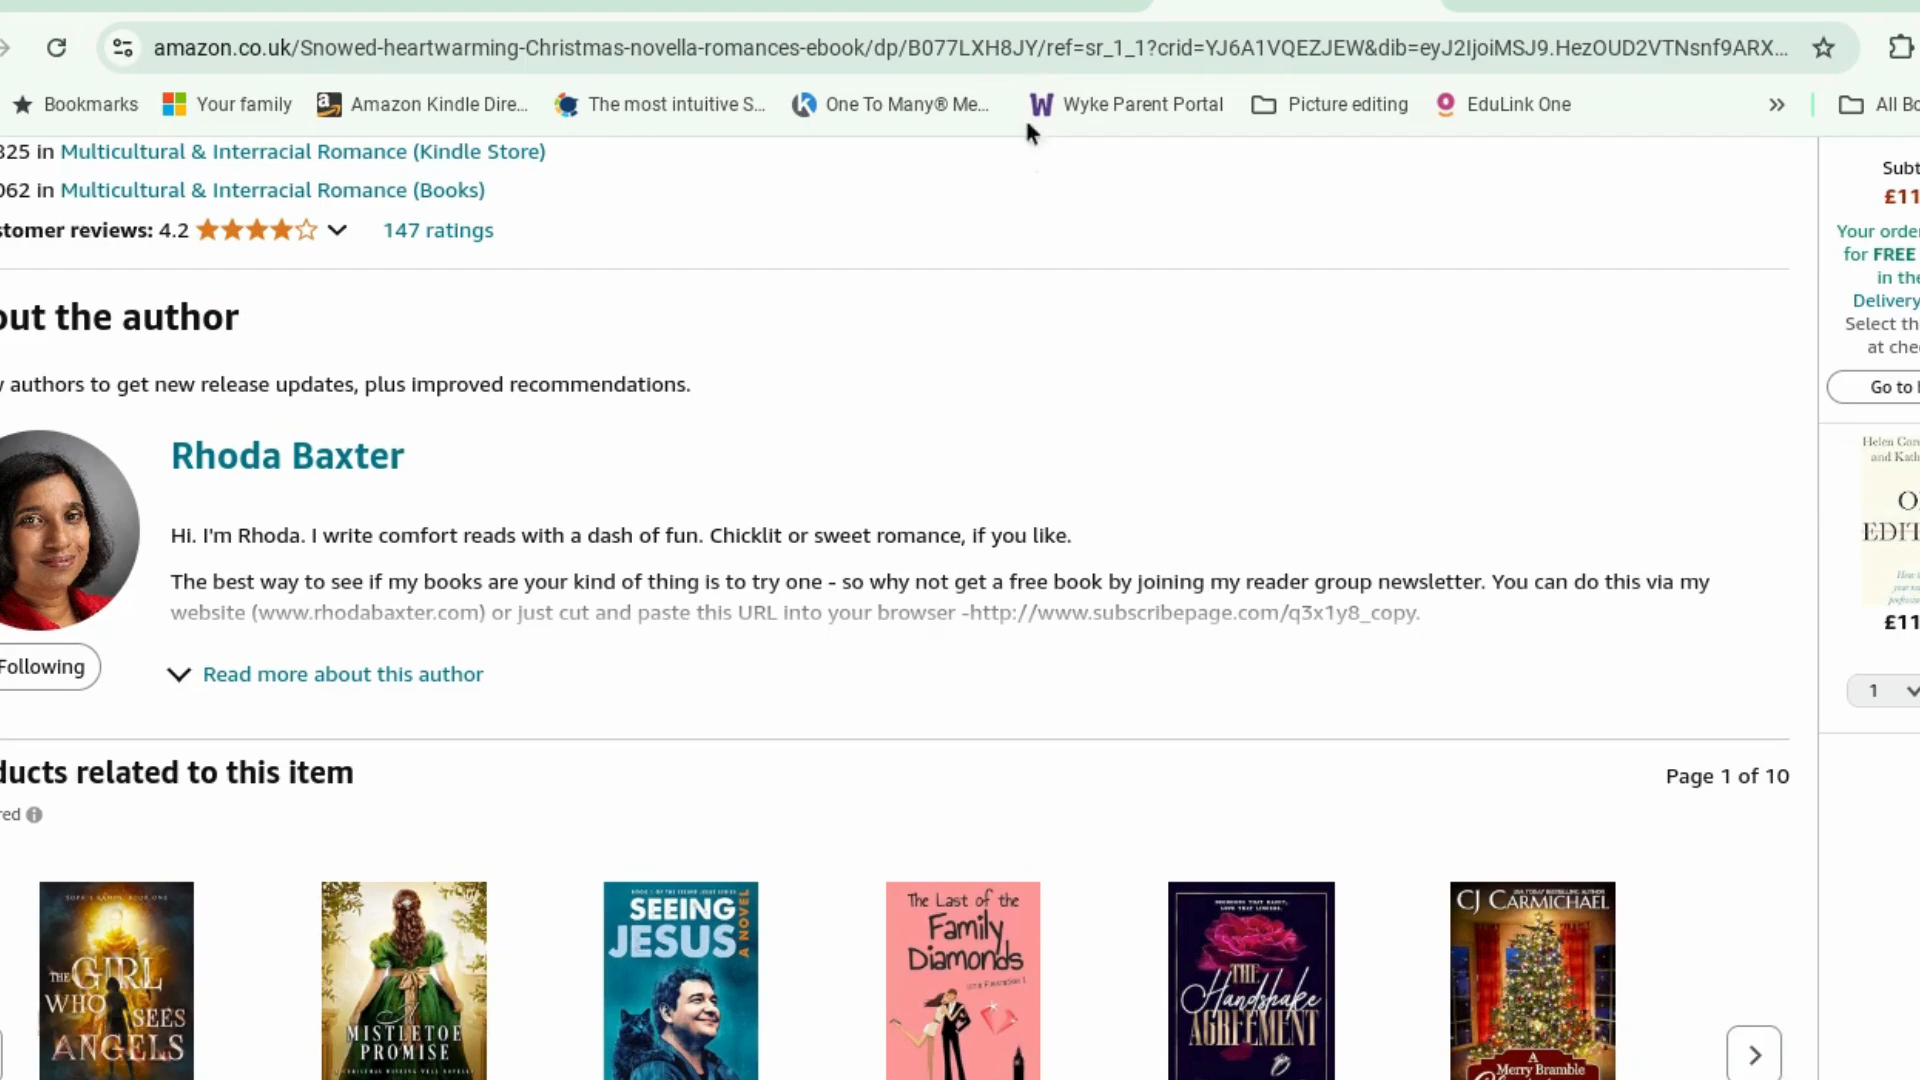 amazon.co.uk/Snowed-heartwarming-Christmas-novella-romances-ebook/dp/B077LXH8JY/ref=sr_1_1?crid=YJ6A1VQEZJEW&dib=eyJ2IjoiMSJ9.HezOUD2VTNsnf9ARX...
Bookmarks Your family Amazon Kindle Dire... The most intuitive S... One To Many® Me... Wyke Parent Portal Picture editing EduLink One All Bo
825 in Multicultural & Interracial Romance (Kindle Store)
062 in Multicultural & Interracial Romance (Books)
stomer reviews: 4.2 147 ratings
out the author
authors to get new release updates, plus improved recommendations.
Rhoda Baxter
Hi. I'm Rhoda. I write comfort reads with a dash of fun. Chicklit or sweet romance, if you like.
The best way to see if my books are your kind of thing is to try one - so why not get a free book by joining my reader group newsletter. You can do this via my
website (www.rhodabaxter.com) or just cut and paste this URL into your browser -http://www.subscribepage.com/q3x1y8_copy.
Following
Read more about this author
ducts related to this item
Page 1 of 10
red
THE GIRL
WHO
SEES
ANGELS
A
MISTLETOE
PROMISE
SEEING
JESUS
A NOVEL
The Last of the
Family
Diamonds
THE
Handshake
AGREEMENT
CJ CARMICHAEL
A
Merry Bramble
Subt
£11
Your orde
for FREE
in the
Delivery
Select th
at che
Go to
Helen Cor
and Kath
EDIT
£11
1